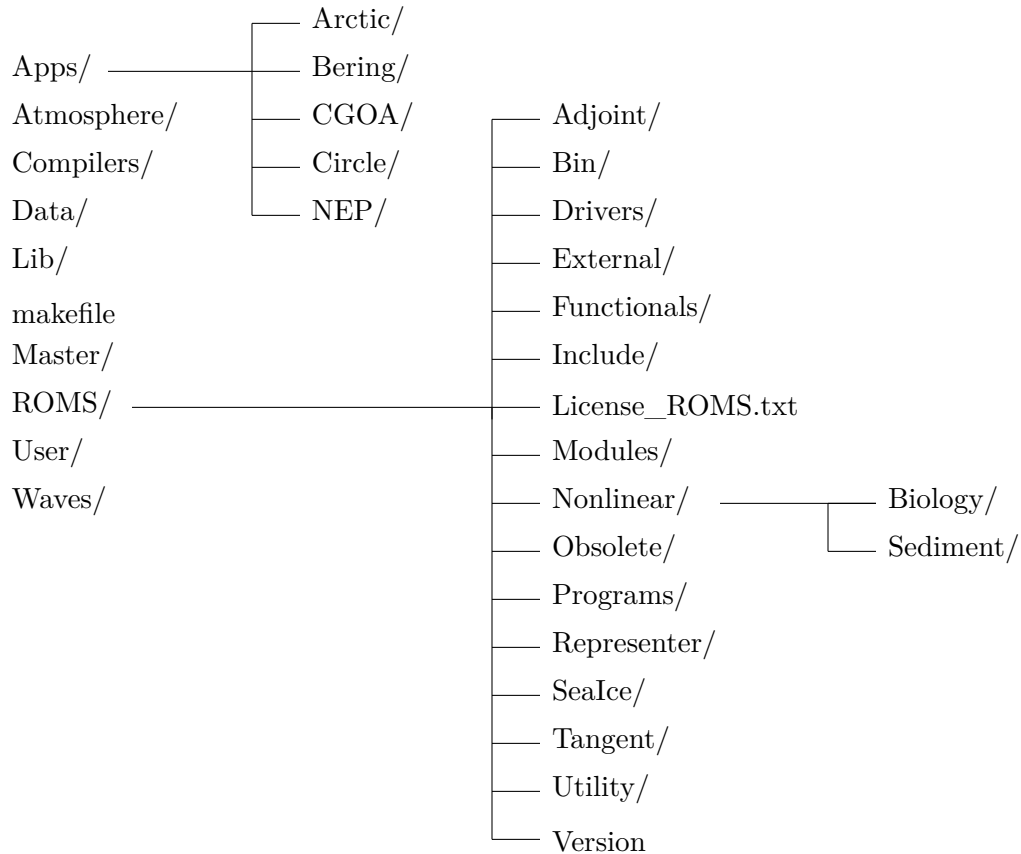 Apps/
Atmosphere/
Compilers/
Data/
Lib/
makefile
Master/
ROMS/
User/
Waves/
Arctic/
Bering/
CGOA/
Circle/
NEP/
Adjoint/
Bin/
Drivers/
External/
Functionals/
Include/
License_ROMS.txt
Modules/
Nonlinear/
Obsolete/
Programs/
Representer/
SeaIce/
Tangent/
Utility/
Version
Biology/
Sediment/